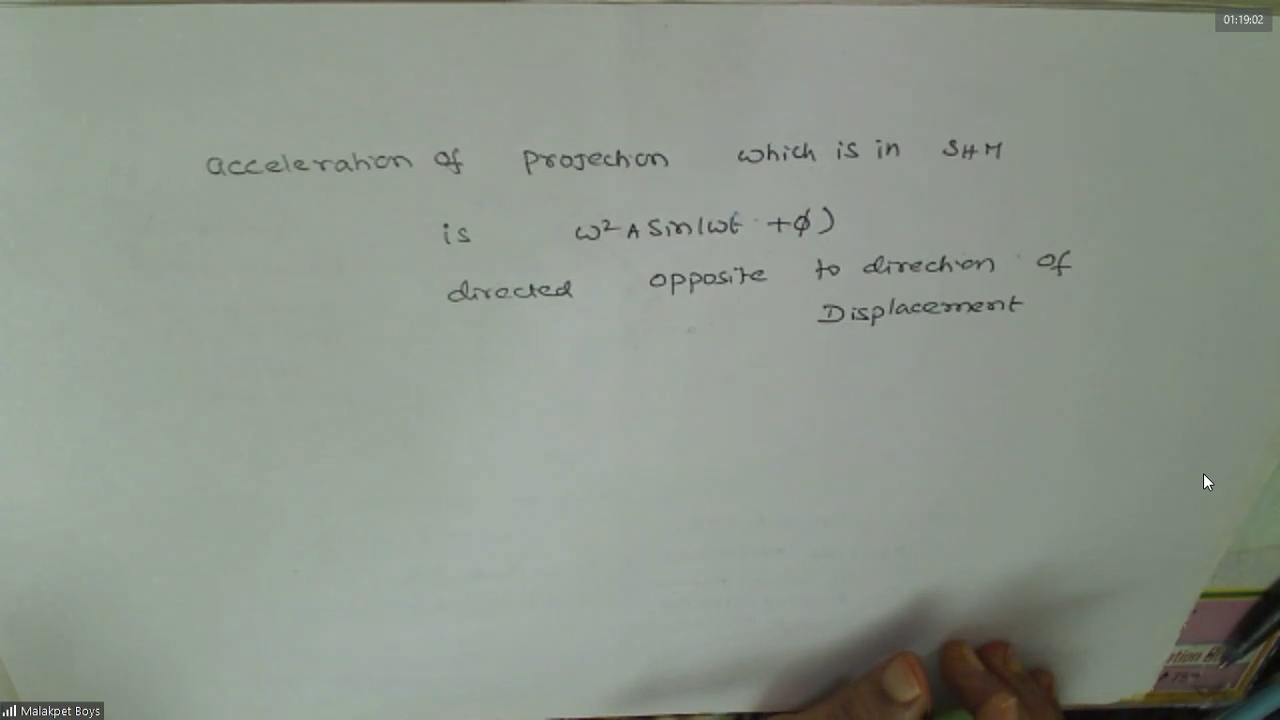 01:19:02
acceleration of projection which is in SHM
is ω² A Sin(ωt + ϕ)
directed opposite to direction of
Displacement
Malakpet Boys